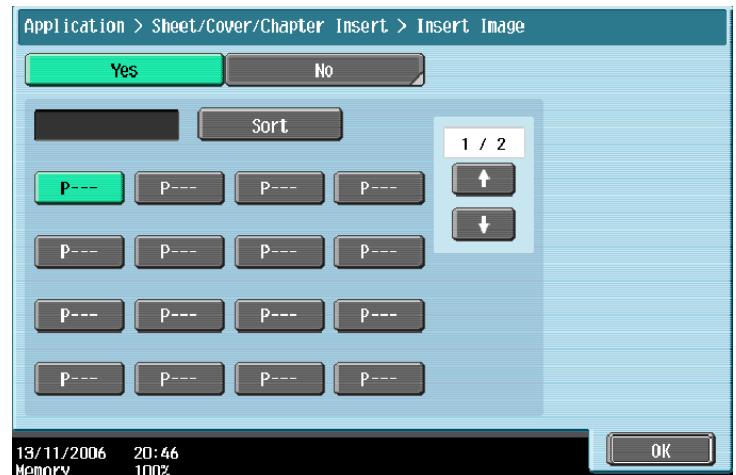 Application > Sheet/Cover/Chapter Insert > Insert Image
Yes No
Sort
1 / 2
P--- P--- P--- P---
P--- P--- P--- P---
P--- P--- P--- P---
P--- P--- P--- P---
13/11/2006 20:46
Memory 100%
OK